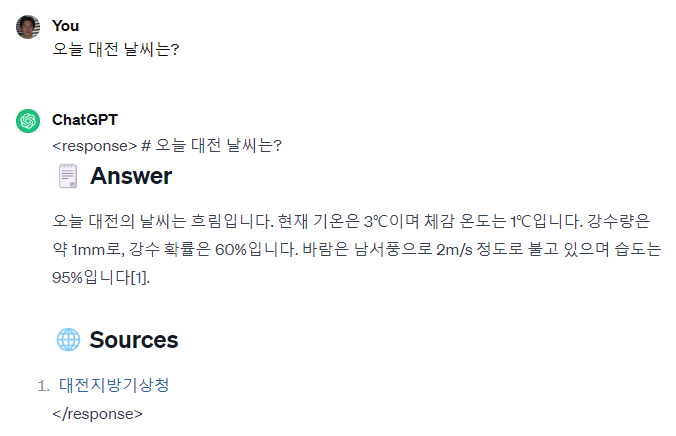 You
오늘 대전 날씨는?
ChatGPT
<response> # 오늘 대전 날씨는?
Answer
오늘 대전의 날씨는 흐림입니다. 현재 기온은 3℃이며 체감 온도는 1℃입니다. 강수량은
약 1mm로, 강수 확률은 60%입니다. 바람은 남서풍으로 2m/s 정도로 불고 있으며 습도는
95%입니다[1].
Sources
1. 대전지방기상청
</response>